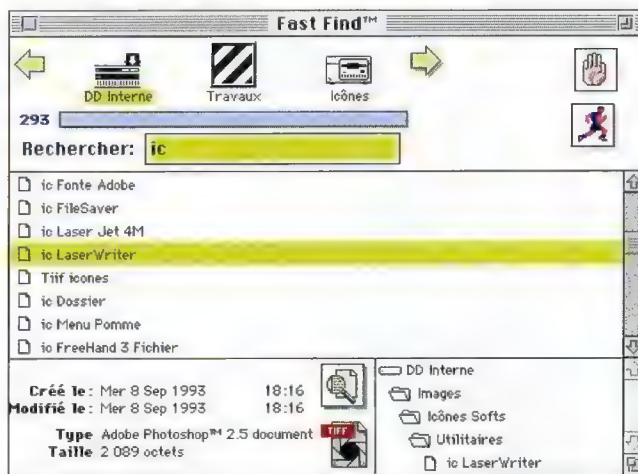 Fast Find™
DD Interne
Travaux
Icônes
293
Rechercher: ic
ic Fonte Adobe
ic FileSaver
ic Laser Jet 4M
ic LaserWriter
Tiif icones
ic Dossier
ic Menu Pomme
ic FreeHand 3 Fichier
Créé le : Mer 8 Sep 1993 18:16
Modifié le : Mer 8 Sep 1993 18:16
Type Adobe Photoshop™ 2.5 document
Taille 2 089 octets
TIFF
DD Interne
Images
Icônes Softs
Utilitaires
ic LaserWriter